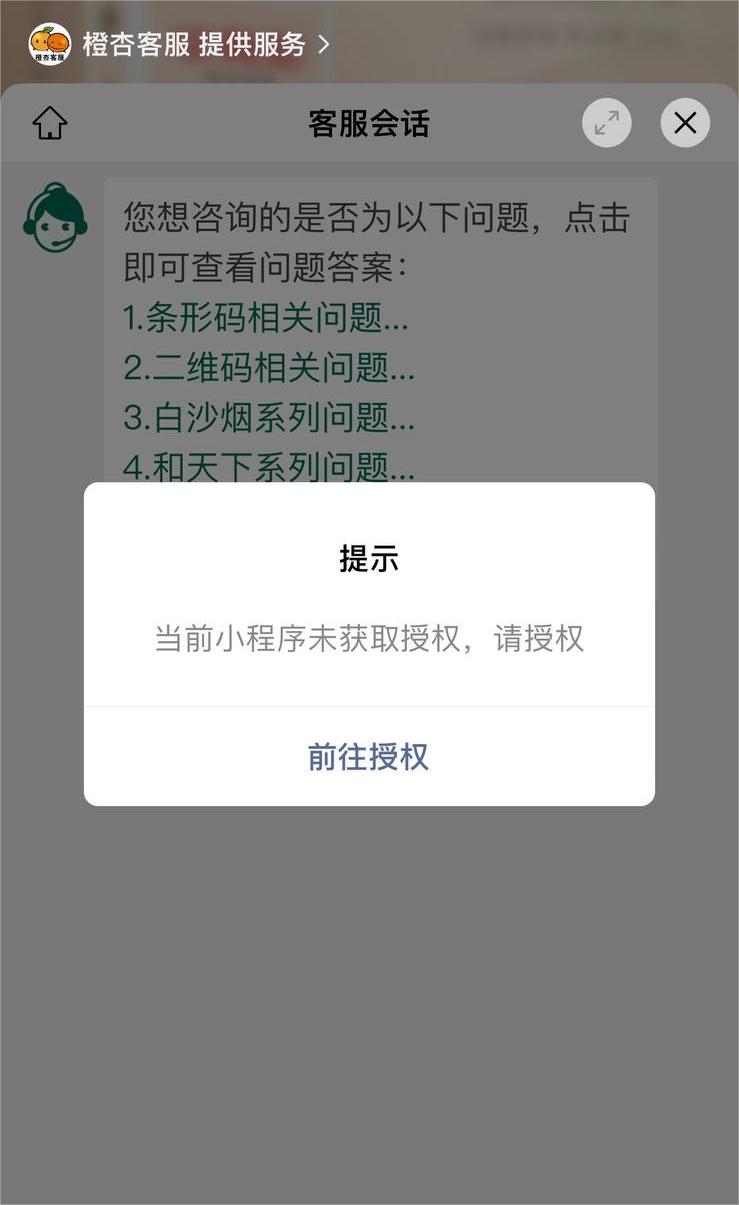 橙杏客服
橙杏客服 提供服务
客服会话
您想咨询的是否为以下问题，点击
即可查看问题答案：
1.条形码相关问题...
2.二维码相关问题...
3.白沙烟系列问题...
4.和天下系列问题...
提示
当前小程序未获取授权，请授权
前往授权